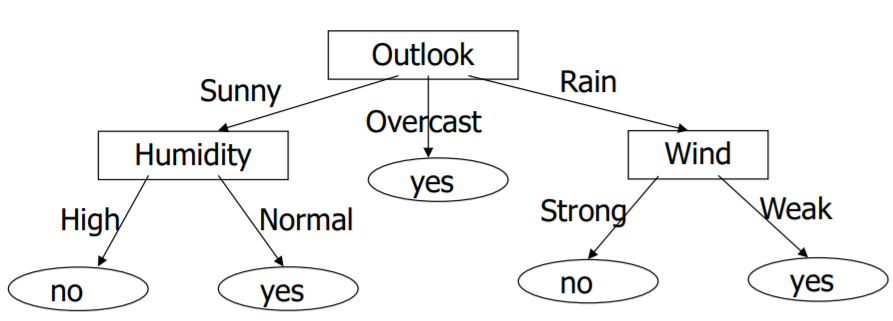 Outlook
Sunny
Rain
Overcast
Humidity
Wind
yes
High
Normal
Strong
Weak
no
yes
no
yes